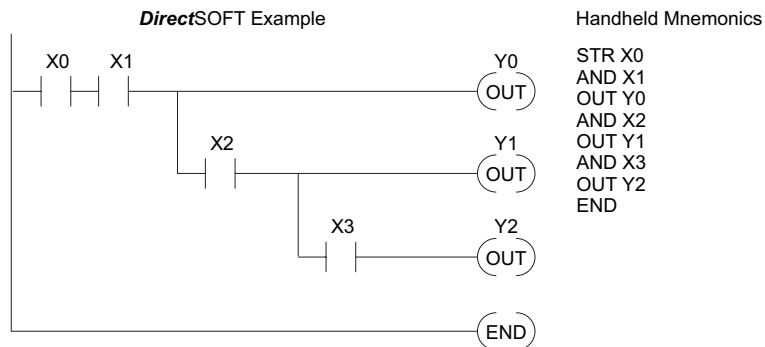 DirectSOFT Example
Handheld Mnemonics
X0 X1 Y0
OUT
X2 Y1
OUT
X3 Y2
OUT
END
STR X0
AND X1
OUT Y0
AND X2
OUT Y1
AND X3
OUT Y2
END